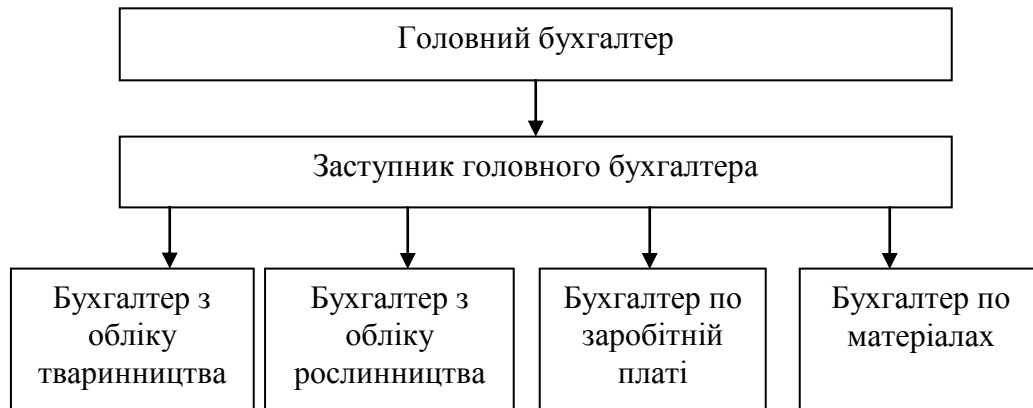 Головний бухгалтер
Заступник головного бухгалтера
Бухгалтер з
обліку
тваринництва
Бухгалтер з
обліку
рослинництва
Бухгалтер по
заробітній
платі
Бухгалтер по
матеріалах